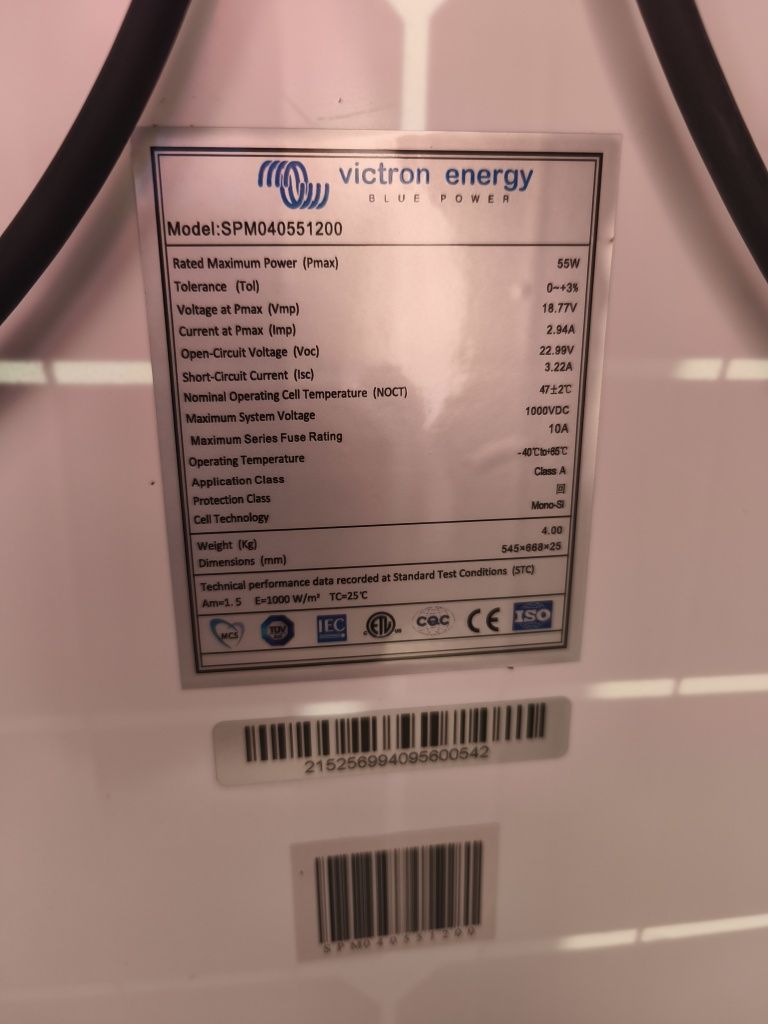 victron energy
BLUE POWER
Model:SPM040551200
Rated Maximum Power (Pmax) 55W
Tolerance (Tol) 0~+3%
Voltage at Pmax (Vmp) 18.77V
Current at Pmax (Imp) 2.94A
Open-Circuit Voltage (Voc) 22.99V
Short-Circuit Current (Isc) 3.22A
Nominal Operating Cell Temperature (NOCT) 47±2℃
Maximum System Voltage 1000VDC
Maximum Series Fuse Rating 10A
Operating Temperature -40℃to+85℃
Application Class Class A
Protection Class
Cell Technology Mono-Si
Weight (Kg) 4.00
Dimensions (mm) 545×668×25
Technical performance data recorded at Standard Test Conditions (STC)
Am=1.5 E=1000 W/m² TC=25℃
MCS TÜV IEC ETL CQC CE ISO
215256994095600542
SPM040551200